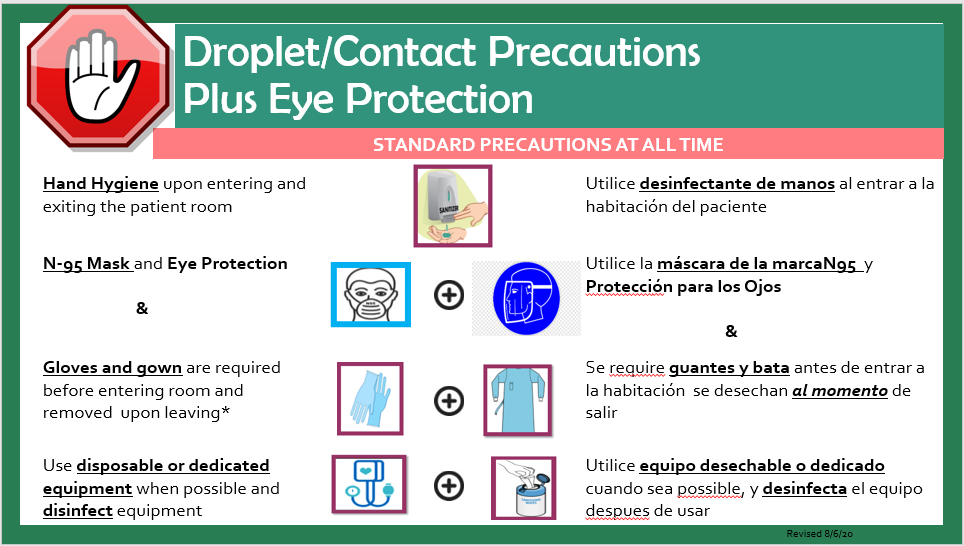 Droplet/Contact Precautions
Plus Eye Protection
STANDARD PRECAUTIONS AT ALL TIME
Hand Hygiene upon entering and
exiting the patient room
SANITIZER
Utilice desinfectante de manos al entrar a la
habitación del paciente
N-95 Mask and Eye Protection
&
N95
Utilice la máscara de la marcaN95 y
Protección para los Ojos
&
Gloves and gown are required
before entering room and
removed upon leaving*
Se require guantes y bata antes de entrar a
la habitación se desechan al momento de
salir
Use disposable or dedicated
equipment when possible and
disinfect equipment
Utilice equipo desechable o dedicado
cuando sea possible, y desinfecta el equipo
despues de usar
Revised 8/6/20